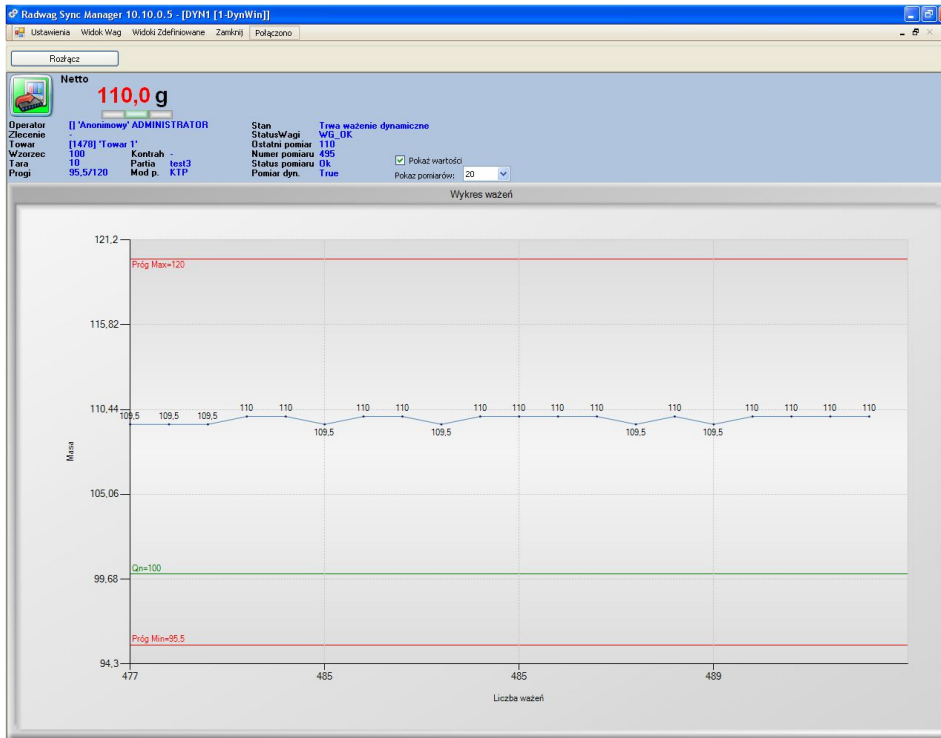 Radwag Sync Manager 10.10.0.5 - [DYN1 [1-DynWin]]
Ustawienia Widok Wag Widoki Zdefiniowane Zamknij Połączono
Rozłącz
Netto
110,0 g
Operator [] 'Anonimowy' ADMINISTRATOR
Zlecenie -
Towar [1478] 'Towar 1'
Wzorzec 100 Kontrah -
Tara 10 Partia test3
Progi 95,5/120 Mod p. KTP
Stan Trwa ważenie dynamiczne
StatusWagi WG_OK
Ostatni pomiar 110
Numer pomiaru 495
Status pomiaru Ok
Pomiar dyn. True
Pokaż wartości
Pokaz pomiarów: 20
Wykres ważeń
121,2
Próg Max=120
115,82
110,44
109,5 109,5 109,5 110 110 109,5 110 110 109,5 110 110 110 110 109,5 110 109,5 110 110 110 110
Masa
105,06
Qn=100
99,68
Próg Min=95,5
94,3
477 485 485 489
Liczba ważeń